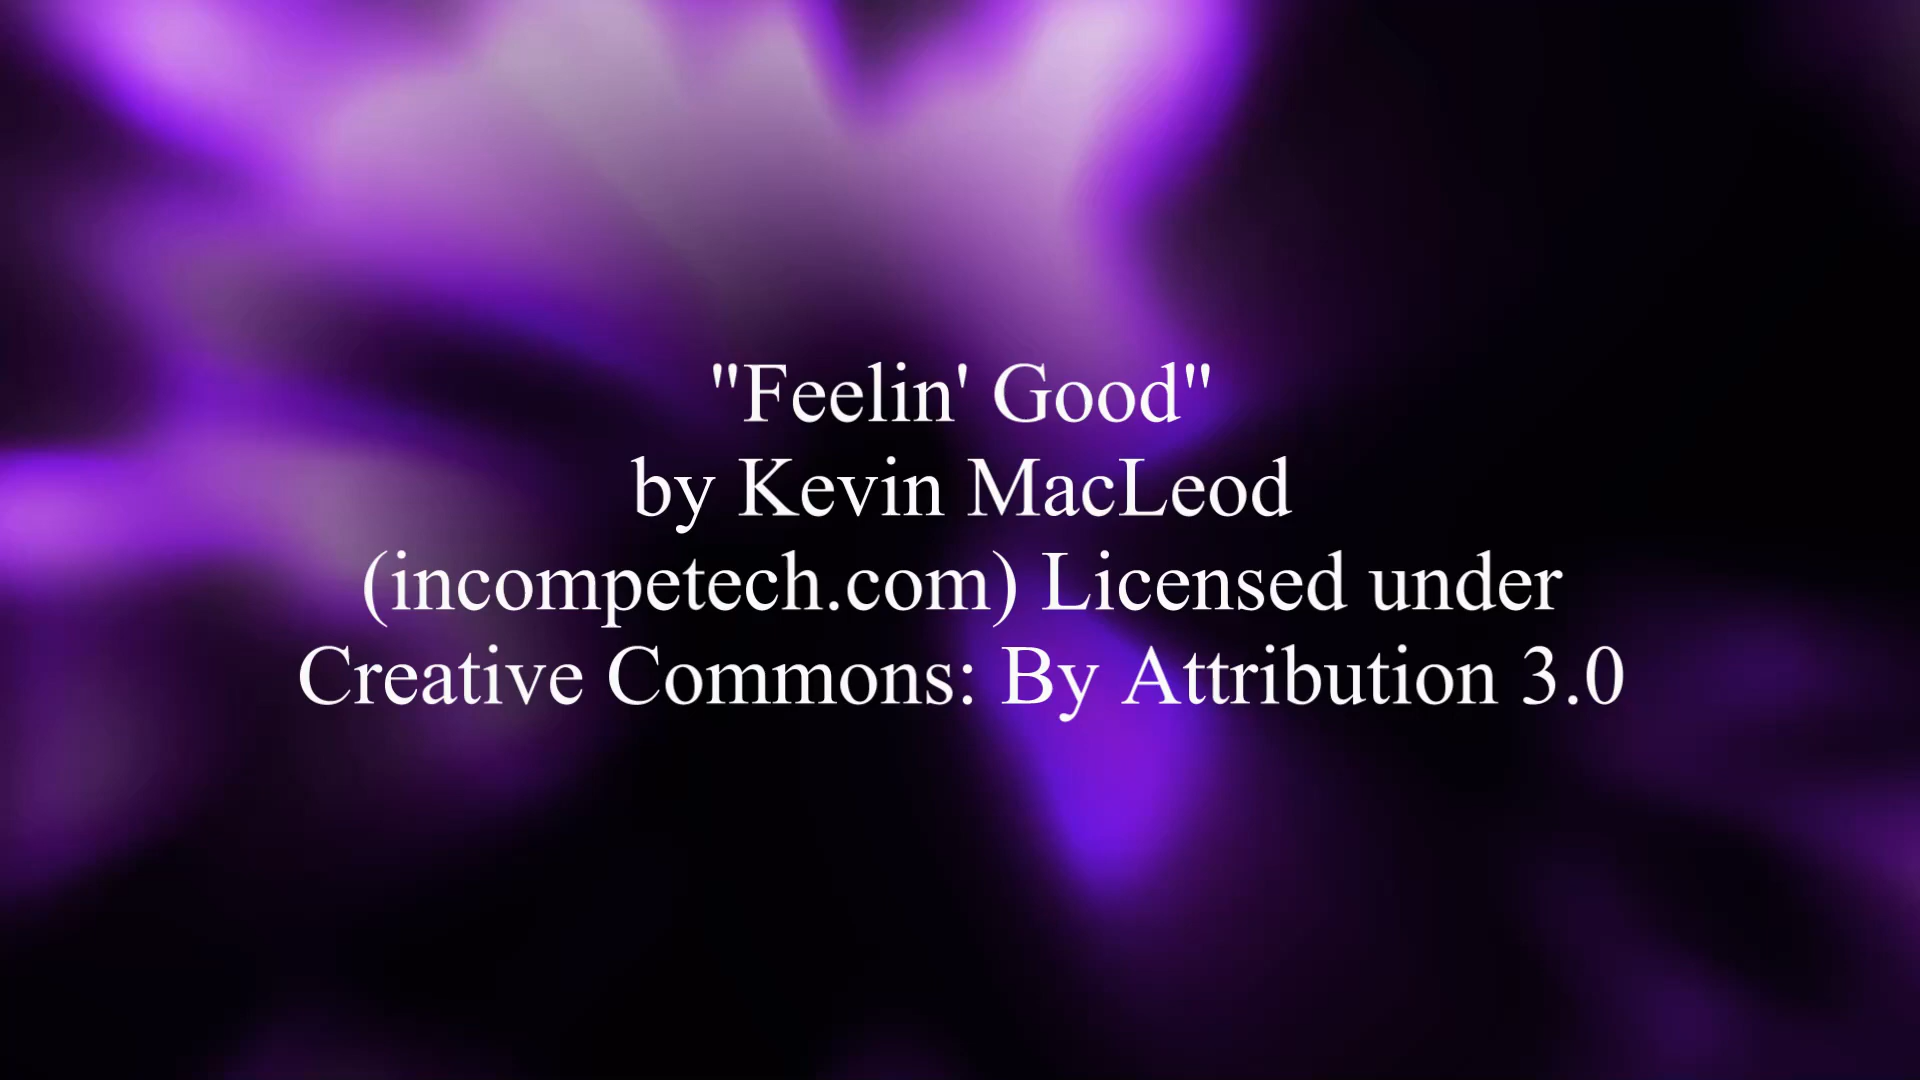 "Feelin' Good"
by Kevin MacLeod
(incompetech.com) Licensed under
Creative Commons: By Attribution 3.0